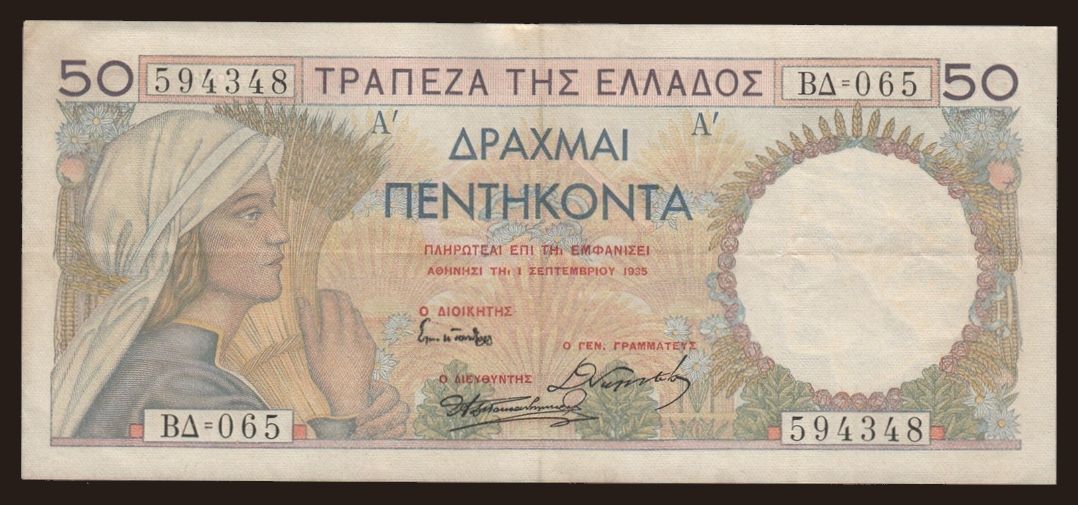 50 594348 ΤΡΑΠΕΖΑ ΤΗΣ ΕΛΛΑΔΟΣ ΒΔ=065 50
Α' Α'
ΔΡΑΧΜΑΙ
ΠΕΝΤΗΚΟΝΤΑ
ΠΛΗΡΩΤΕΑΙ ΕΠΙ ΤΗι ΕΜΦΑΝΙΣΕΙ
ΑΘΗΝΗΣΙ ΤΗι 1 ΣΕΠΤΕΜΒΡΙΟΥ 1935
Ο ΔΙΟΙΚΗΤΗΣ
Ο ΓΕΝ. ΓΡΑΜΜΑΤΕΥΣ
Ο ΔΙΕΥΘΥΝΤΗΣ
ΒΔ=065 594348